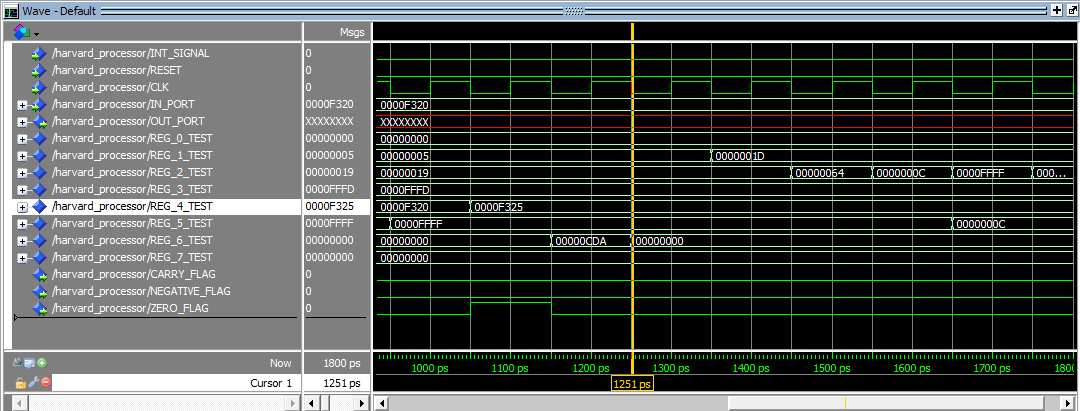 Wave - Default
Msgs
/harvard_processor/INT_SIGNAL 0
/harvard_processor/RESET 0
/harvard_processor/CLK 0
/harvard_processor/IN_PORT 0000F320 0000F320
/harvard_processor/OUT_PORT XXXXXXXX XXXXXXXX
/harvard_processor/REG_0_TEST 00000000 00000000
/harvard_processor/REG_1_TEST 00000005 00000005 0000001D
/harvard_processor/REG_2_TEST 00000019 00000019 00000064 0000000C 0000FFFF 000...
/harvard_processor/REG_3_TEST 0000FFFD 0000FFFD
/harvard_processor/REG_4_TEST 0000F325 0000F320 0000F325
/harvard_processor/REG_5_TEST 0000FFFF 0000FFFF 0000000C
/harvard_processor/REG_6_TEST 00000000 00000000 00000CDA 00000000
/harvard_processor/REG_7_TEST 00000000 00000000
/harvard_processor/CARRY_FLAG 0
/harvard_processor/NEGATIVE_FLAG 0
/harvard_processor/ZERO_FLAG 0
Now 1800 ps 1000 ps 1100 ps 1200 ps 1300 ps 1400 ps 1500 ps 1600 ps 1700 ps 1800
Cursor 1 1251 ps 1251 ps